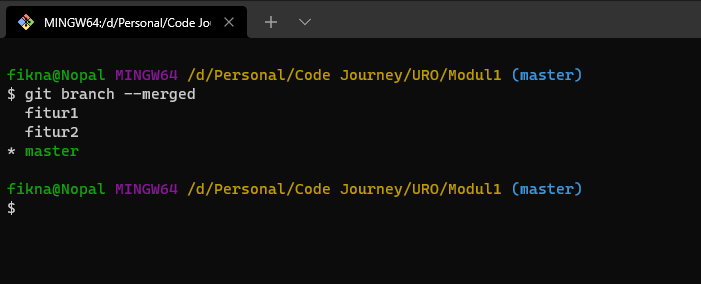 MINGW64:/d/Personal/Code Jou
fikna@Nopal MINGW64 /d/Personal/Code Journey/URO/Modul1 (master)
$ git branch --merged
fitur1
fitur2
* master
fikna@Nopal MINGW64 /d/Personal/Code Journey/URO/Modul1 (master)
$